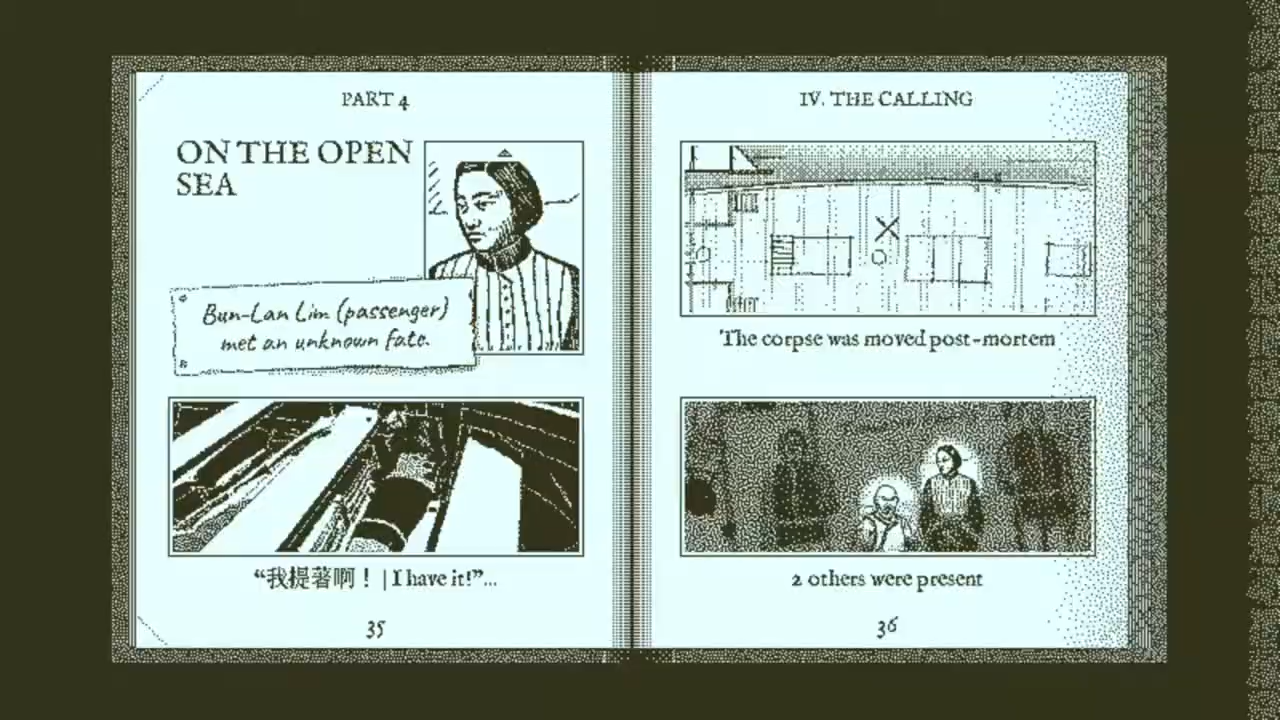 PART 4
ON THE OPEN
SEA
Bun-Lan Lim (passenger)
met an unknown fate.
“我提著啊！ | I have it!”...
35
IV. THE CALLING
The corpse was moved post-mortem
2 others were present
36